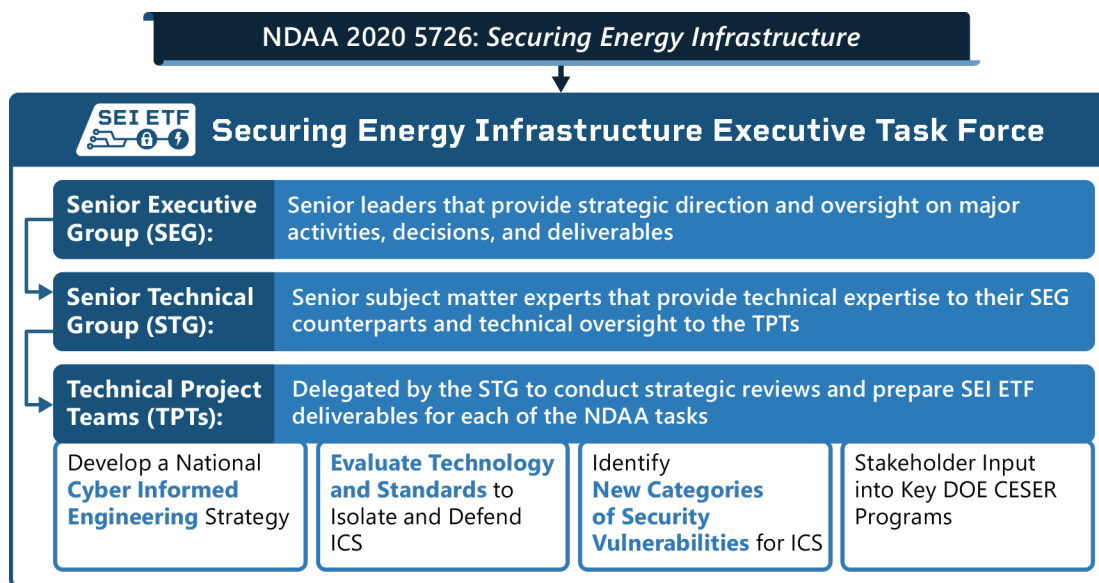 NDAA 2020 5726: Securing Energy Infrastructure
SEI ETF
Securing Energy Infrastructure Executive Task Force
Senior Executive
Group (SEG):
Senior leaders that provide strategic direction and oversight on major
activities, decisions, and deliverables
Senior Technical
Group (STG):
Senior subject matter experts that provide technical expertise to their SEG
counterparts and technical oversight to the TPTs
Technical Project
Teams (TPTs):
Delegated by the STG to conduct strategic reviews and prepare SEI ETF
deliverables for each of the NDAA tasks
Develop a National
Cyber Informed
Engineering Strategy
Evaluate Technology
and Standards to
Isolate and Defend
ICS
Identify
New Categories
of Security
Vulnerabilities for ICS
Stakeholder Input
into Key DOE CESER
Programs